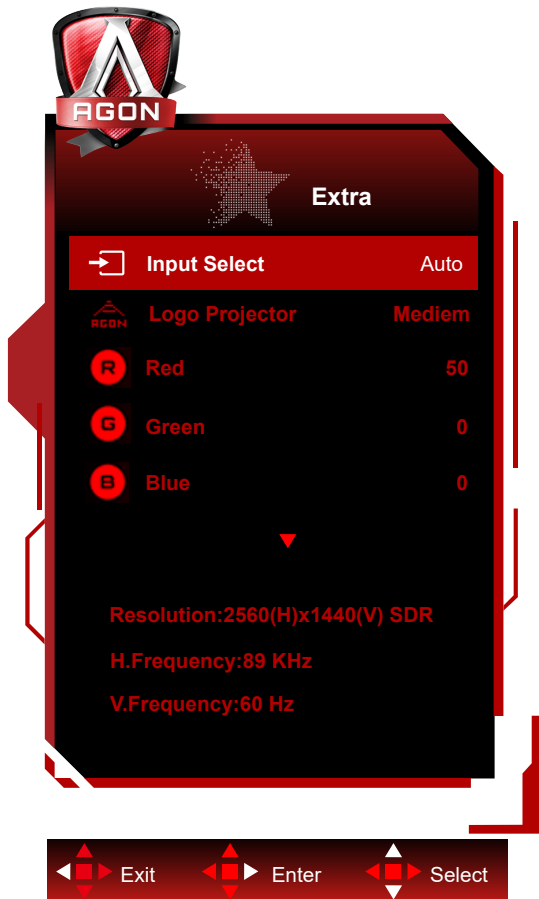 AGON
Extra
Input Select Auto
AGON Logo Projector Mediem
R Red 50
G Green 0
B Blue 0
Resolution:2560(H)x1440(V) SDR
H.Frequency:89 KHz
V.Frequency:60 Hz
Exit Enter Select